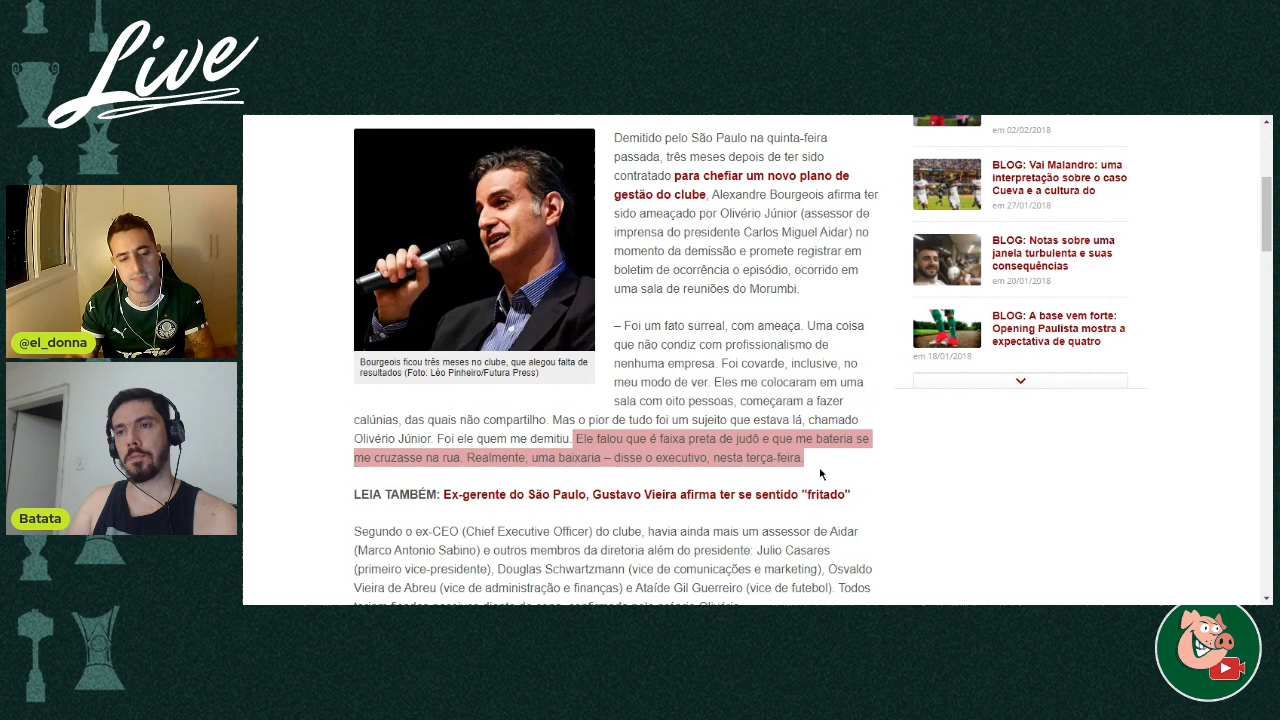 Live
@el_donna
Batata
Bourgeois ficou três meses no clube, que alegou falta de
resultados (Foto: Lèo Pinheiro/Futura Press)
Demitido pelo São Paulo na quinta-feira
passada, três meses depois de ter sido
contratado para chefiar um novo plano de
gestão do clube, Alexandre Bourgeois afirma ter
sido ameaçado por Olivério Júnior (assessor de
imprensa do presidente Carlos Miguel Aidar) no
momento da demissão e promete registrar em
boletim de ocorrência o episódio, ocorrido em
uma sala de reuniões do Morumbi.
– Foi um fato surreal, com ameaça. Uma coisa
que não condiz com profissionalismo de
nenhuma empresa. Foi covarde, inclusive, no
meu modo de ver. Eles me colocaram em uma
sala com oito pessoas, começaram a fazer
calúnias, das quais não compartilho. Mas o pior de tudo foi um sujeito que estava lá, chamado
Olivério Júnior. Foi ele quem me demitiu. Ele falou que é faixa preta de judô e que me bateria se
me cruzasse na rua. Realmente, uma baixaria – disse o executivo, nesta terça-feira.
LEIA TAMBÉM: Ex-gerente do São Paulo, Gustavo Vieira afirma ter se sentido "fritado"
Segundo o ex-CEO (Chief Executive Officer) do clube, havia ainda mais um assessor de Aidar
(Marco Antonio Sabino) e outros membros da diretoria além do presidente: Julio Casares
(primeiro vice-presidente), Douglas Schwartzmann (vice de comunicações e marketing), Osvaldo
Vieira de Abreu (vice de administração e finanças) e Ataíde Gil Guerreiro (vice de futebol). Todos
em 02/02/2018
BLOG: Vai Malandro: uma
interpretação sobre o caso
Cueva e a cultura do
em 27/01/2018
BLOG: Notas sobre uma
janela turbulenta e suas
consequências
em 20/01/2018
BLOG: A base vem forte:
Opening Paulista mostra a
expectativa de quatro
em 18/01/2018